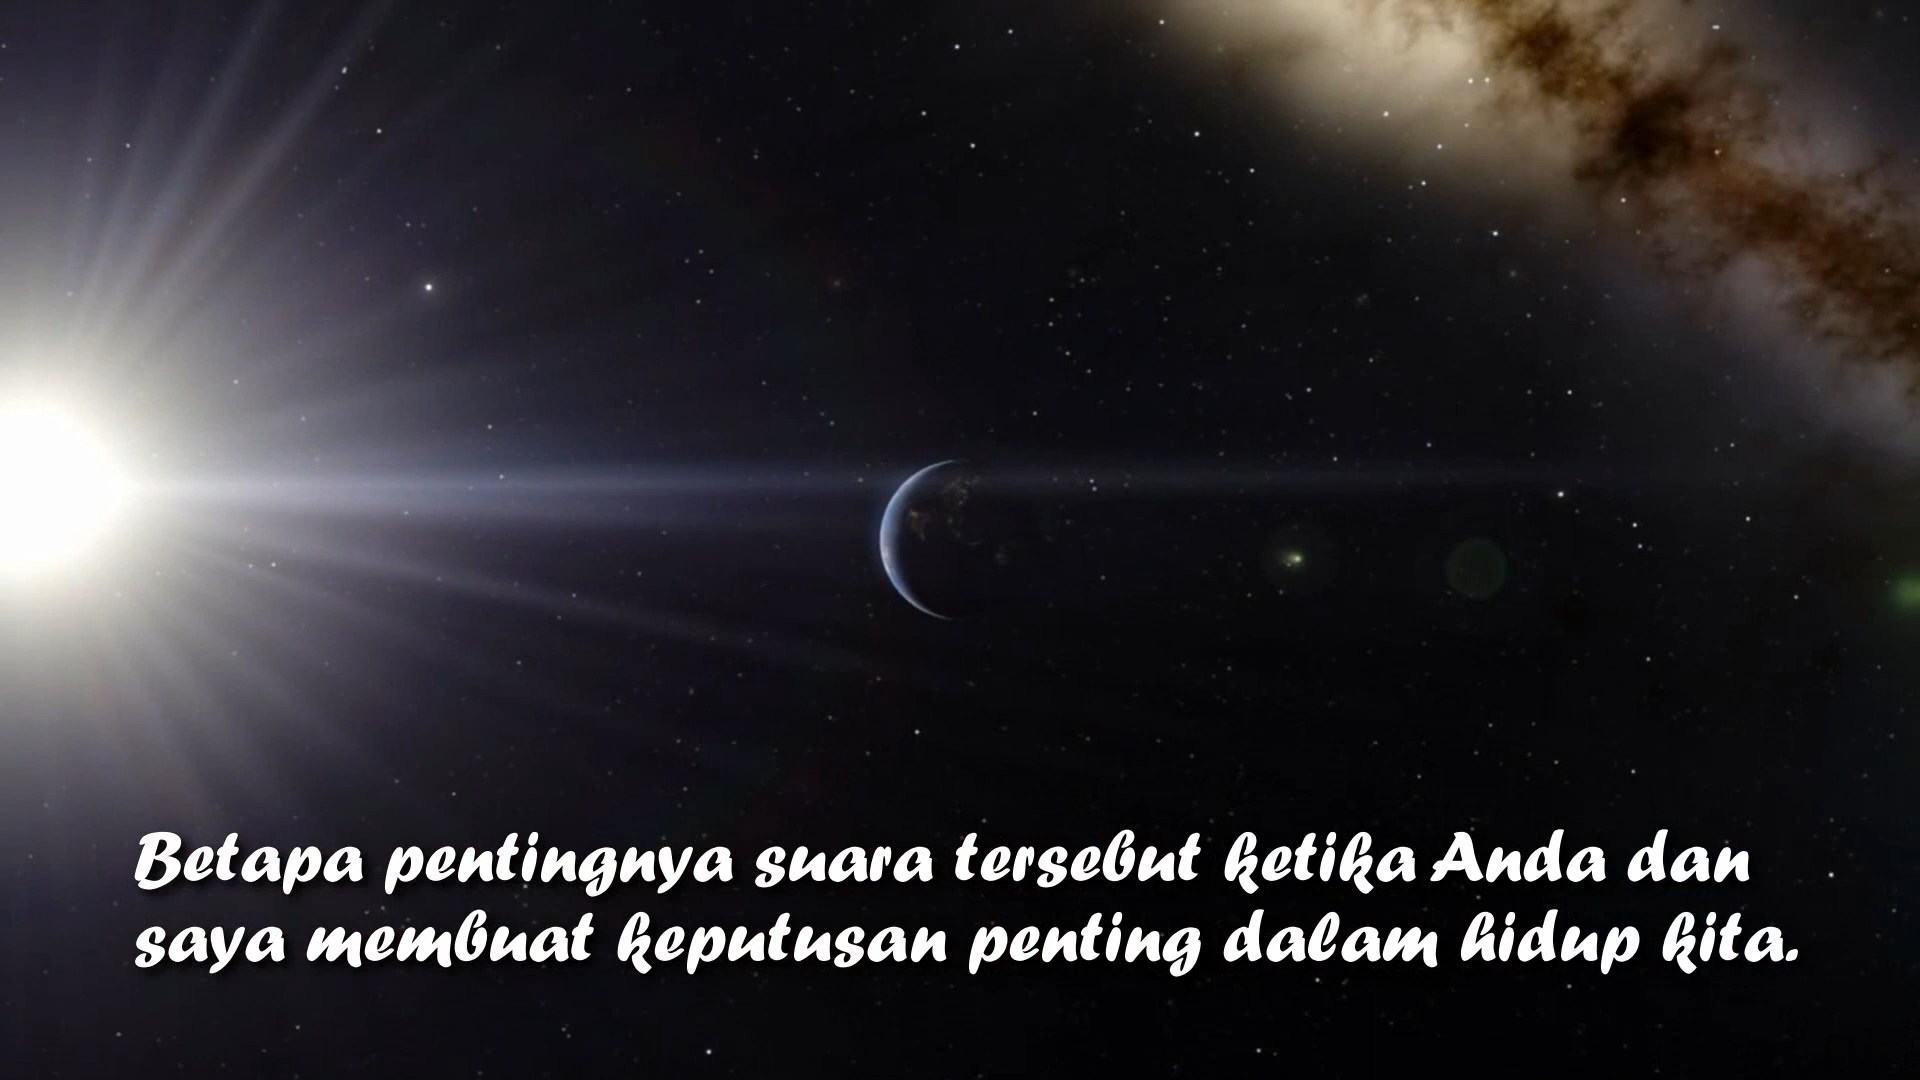 Betapa pentingnya suara tersebut ketika Anda dan
saya membuat keputusan penting dalam hidup kita.